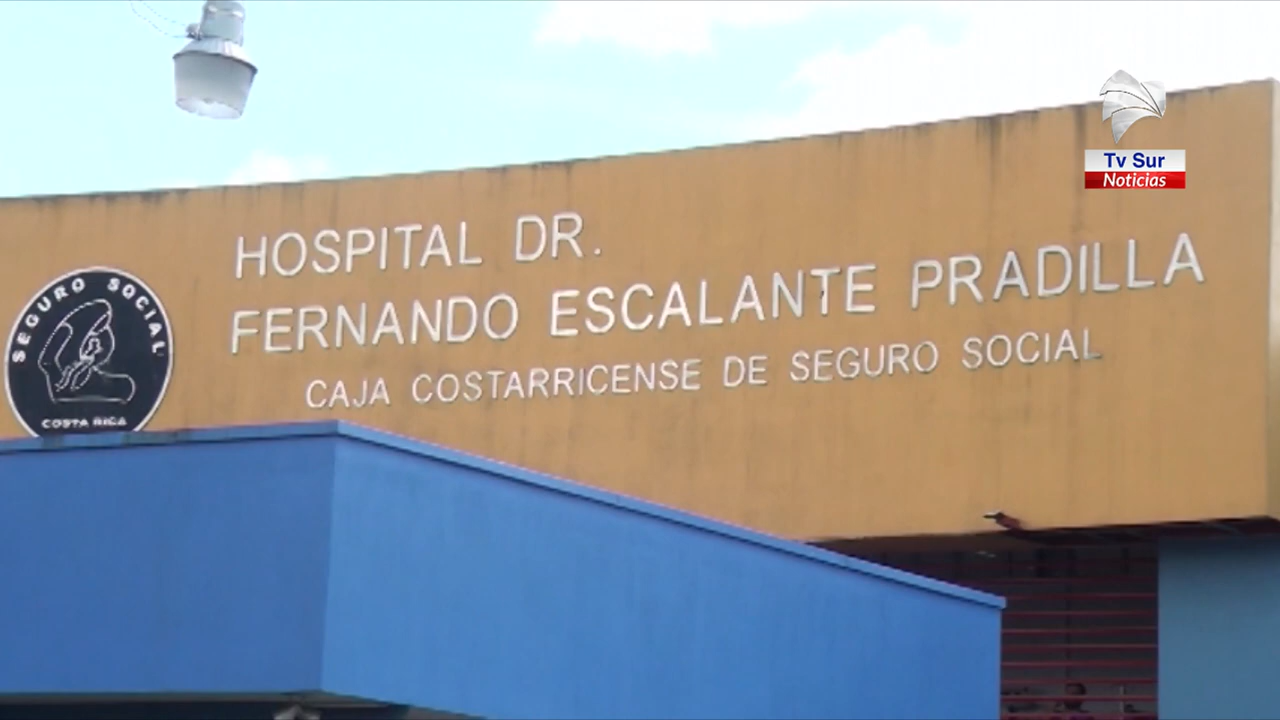 Tv Sur
Noticias
HOSPITAL DR.
FERNANDO ESCALANTE PRADILLA
CAJA COSTARRICENSE DE SEGURO SOCIAL
SEGURO SOCIAL
COSTA RICA